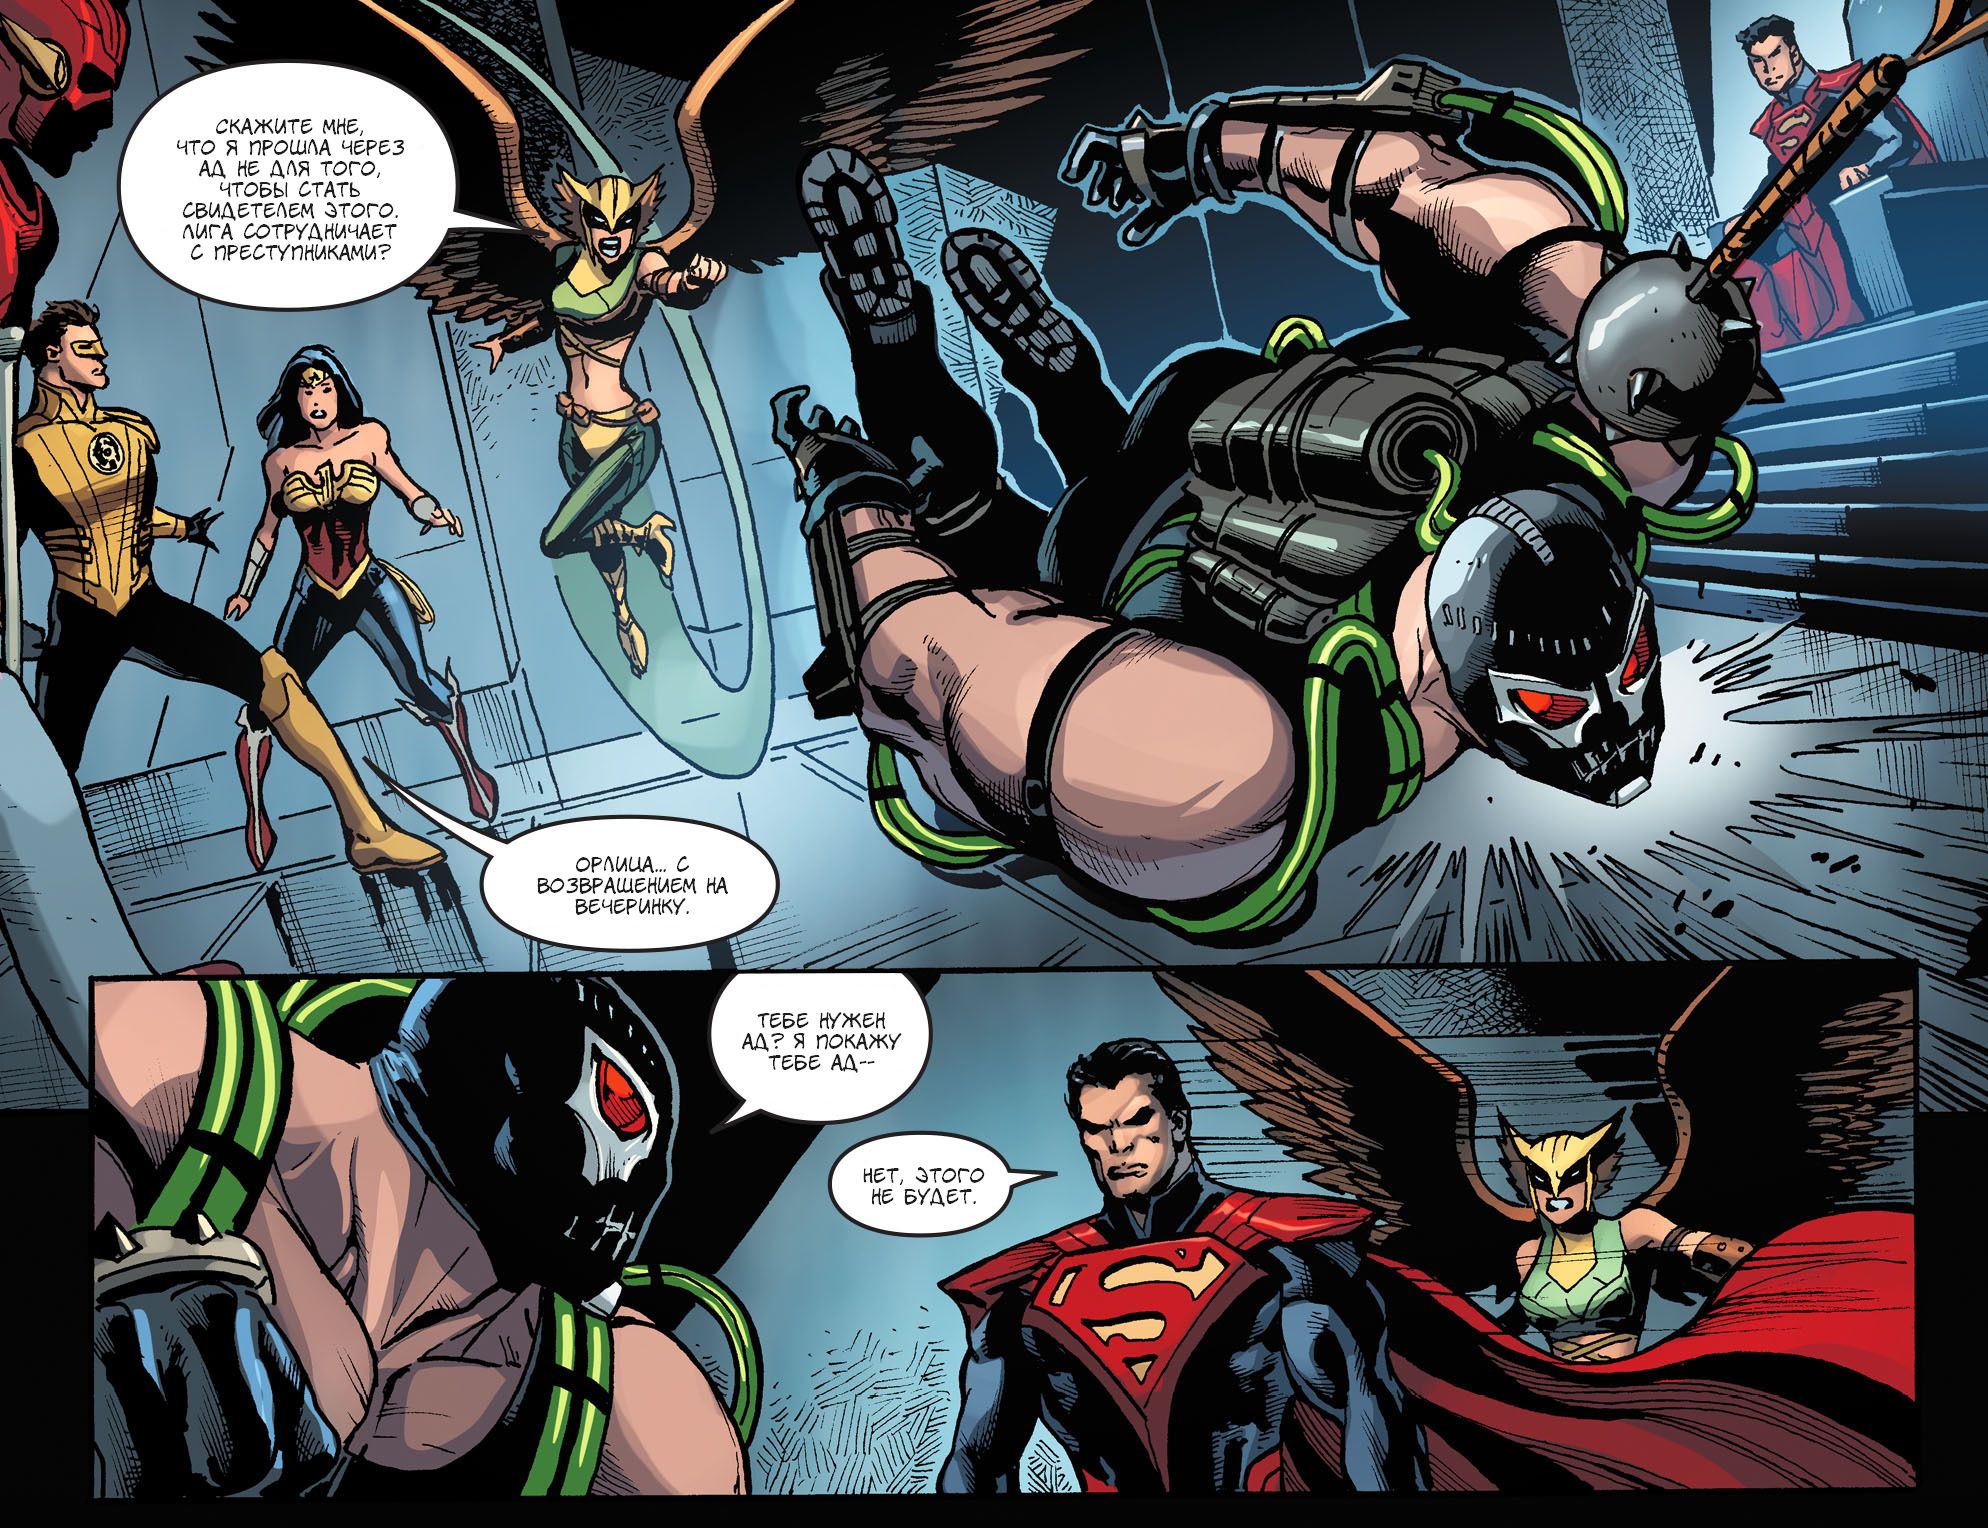 СКАЖИТЕ МНЕ,
ЧТО Я ПРОШЛА ЧЕРЕЗ
АД НЕ ДЛЯ ТОГО,
ЧТОБЫ СТАТЬ
СВИДЕТЕЛЕМ ЭТОГО.
ЛИГА СОТРУДНИЧАЕТ
С ПРЕСТУПНИКАМИ?
ОРЛИЦА... С
ВОЗВРАЩЕНИЕМ НА
ВЕЧЕРИНКУ.
ТЕБЕ НУЖЕН
АД? Я ПОКАЖУ
ТЕБЕ АД--
НЕТ, ЭТОГО
НЕ БУДЕТ.